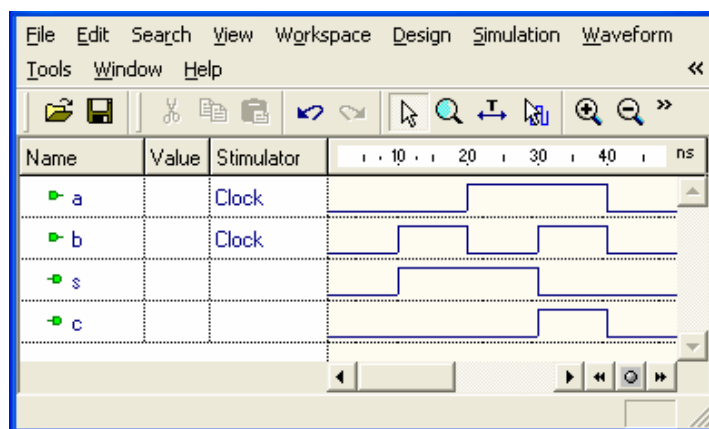 File Edit Search View Workspace Design Simulation Waveform
Tools Window Help «
T »
Name Value Stimulator 10 20 30 40 ns
a Clock
b Clock
s
c